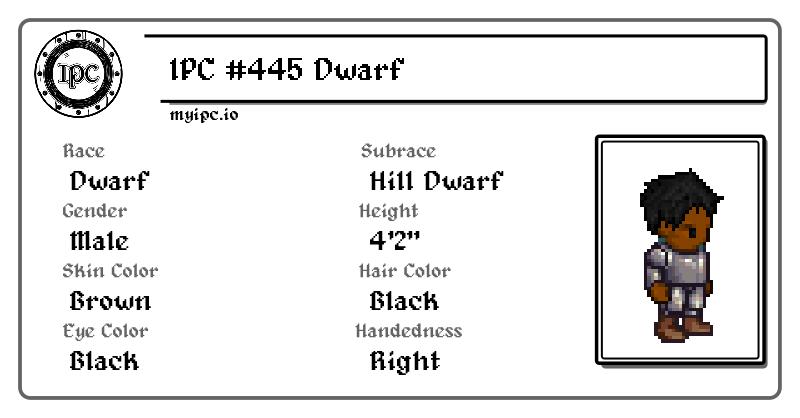 IPC
IPC #445 Dwarf
myipc.io
Race
Dwarf
Subrace
Hill Dwarf
Gender
Male
Height
4'2"
Skin Color
Brown
Hair Color
Black
Eye Color
Black
Handedness
Right